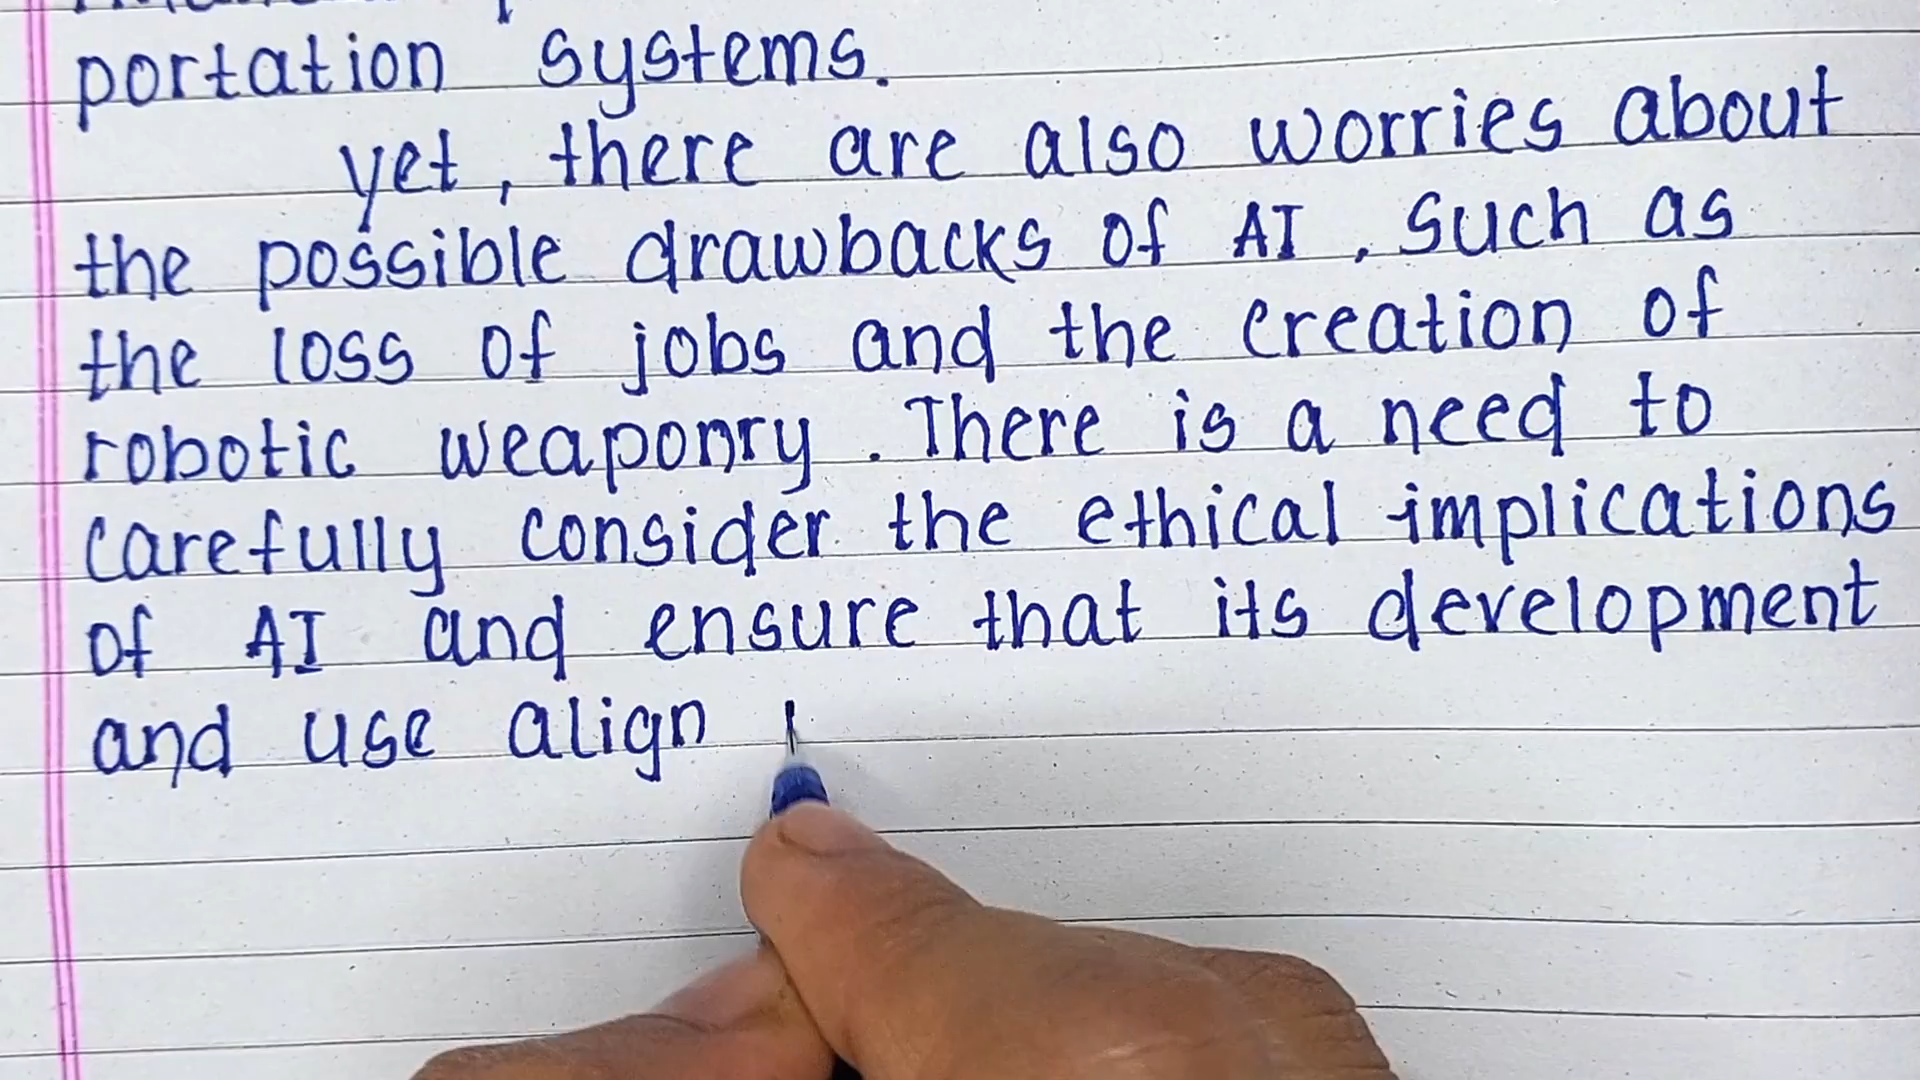 portation systems.
yet, there are also worries about
the possible drawbacks of AI, such as
the loss of jobs and the creation of
robotic weaponry. There is a need to
carefully consider the ethical implications
of AI and ensure that its development
and use align